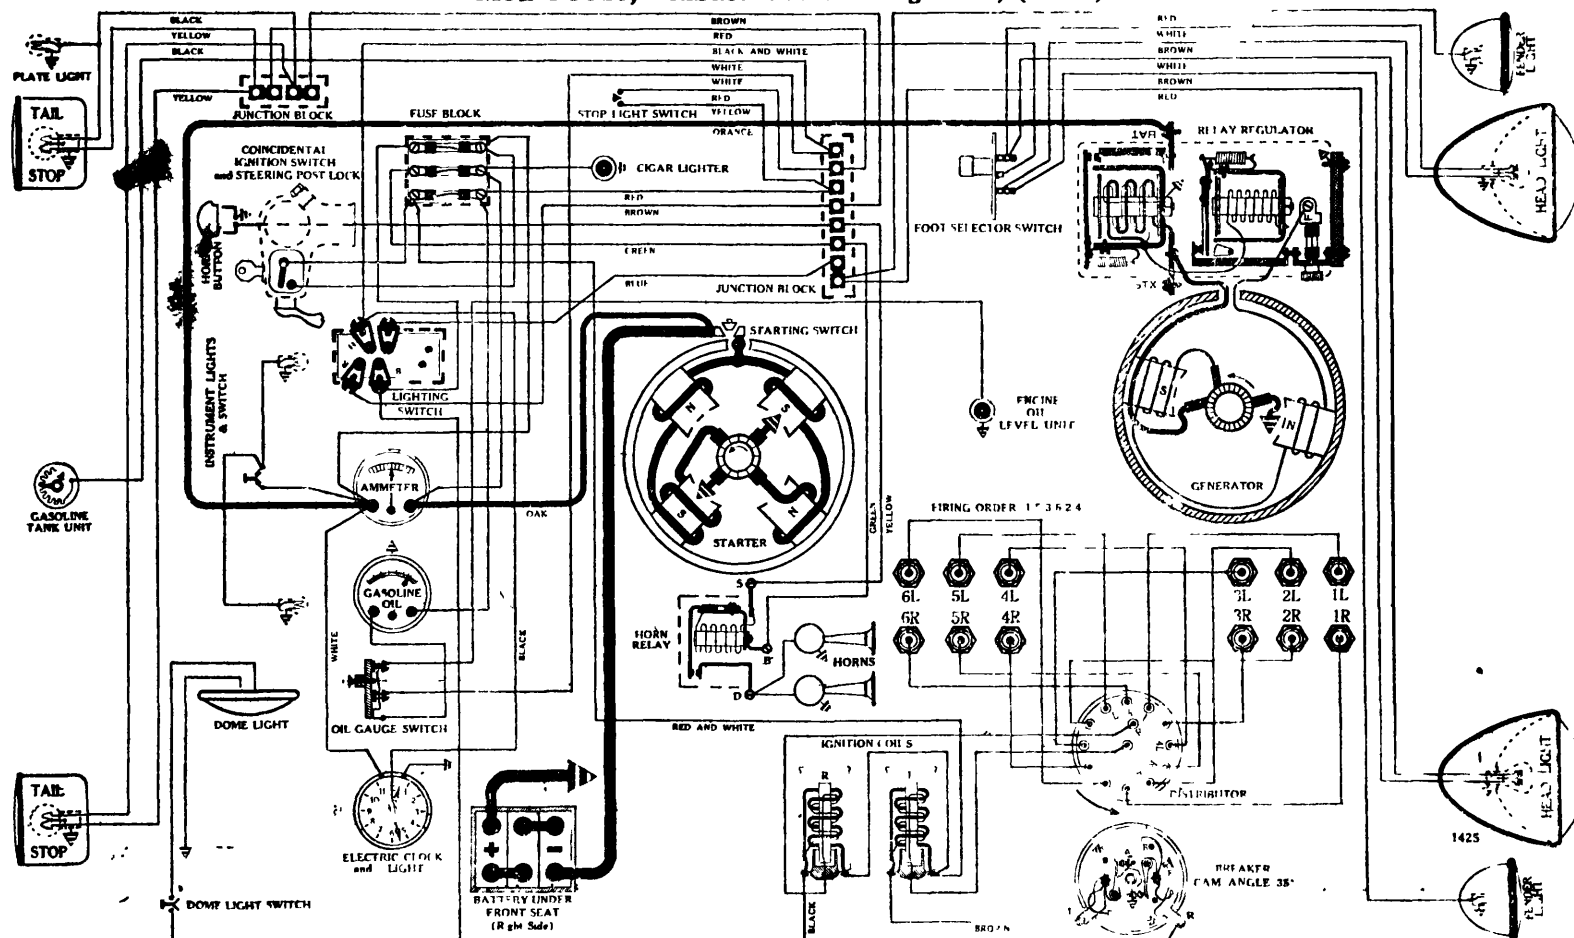 BLACK
YELLOW
BLACK
PLATE LIGHT
YELLOW
JUNCTION BLOCK
TAIL
STOP
BROWN
RED
BLACK AND WHITE
WHITE
WHITE
RED
YELLOW
ORANGE
FUSE BLOCK
STOP LIGHT SWITCH
COINCIDENTAL
IGNITION SWITCH
and STEERING POST LOCK
CIGAR LIGHTER
RED
BROWN
GREEN
BLUE
JUNCTION BLOCK
HORN
BUTTON
RED
WHITE
BROWN
WHITE
BROWN
RED
FENDER
LIGHT
HEAD LIGHT
BAT
RELAY REGULATOR
FOOT SELECTOR SWITCH
STARTING SWITCH
LIGHTING
SWITCH
INSTRUMENT LIGHTS
& SWITCH
N
S
S
N
STARTER
ENGINE
OIL
LEVEL UNIT
S
N
GENERATOR
GASOLINE
TANK UNIT
AMMETER
OAK
GASOLINE
OIL
GREEN
YELLOW
FIRING ORDER
6L
5L
4L
3L
2L
1L
6R
5R
4R
3R
2R
1R
WHITE
BLACK
HORN
RELAY
S
B
D
HORNS
OIL GAUGE SWITCH
DOME LIGHT
RED AND WHITE
IGNITION COILS
R
DISTRIBUTOR
TAIL
STOP
ELECTRIC CLOCK
and LIGHT
+
–
BATTERY UNDER
FRONT SEAT
(Right Side)
DOME LIGHT SWITCH
BLACK
BROWN
BREAKER
CAM ANGLE 35°
R
HEAD LIGHT
1425
FENDER
LIGHT